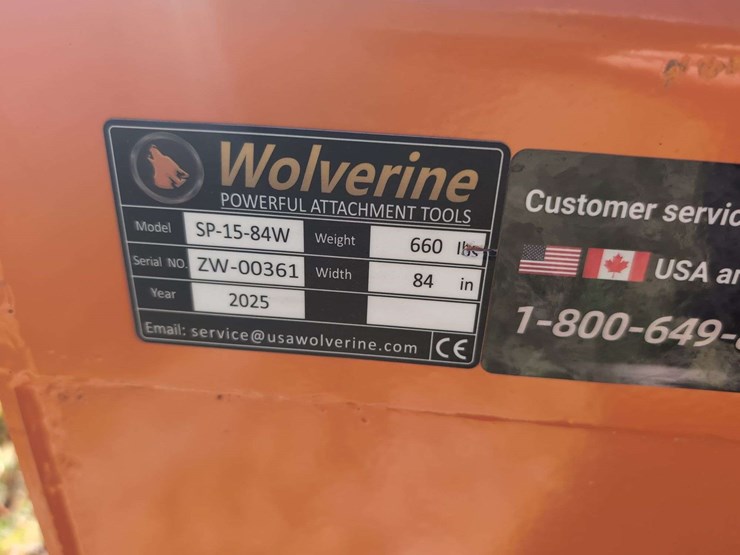 Wolverine
POWERFUL ATTACHMENT TOOLS
Model SP-15-84W Weight 660 lbs
Serial NO. ZW-00361 Width 84 in
Year 2025
Email: service@usawolverine.com CE
Customer servic
USA
1-800-649-